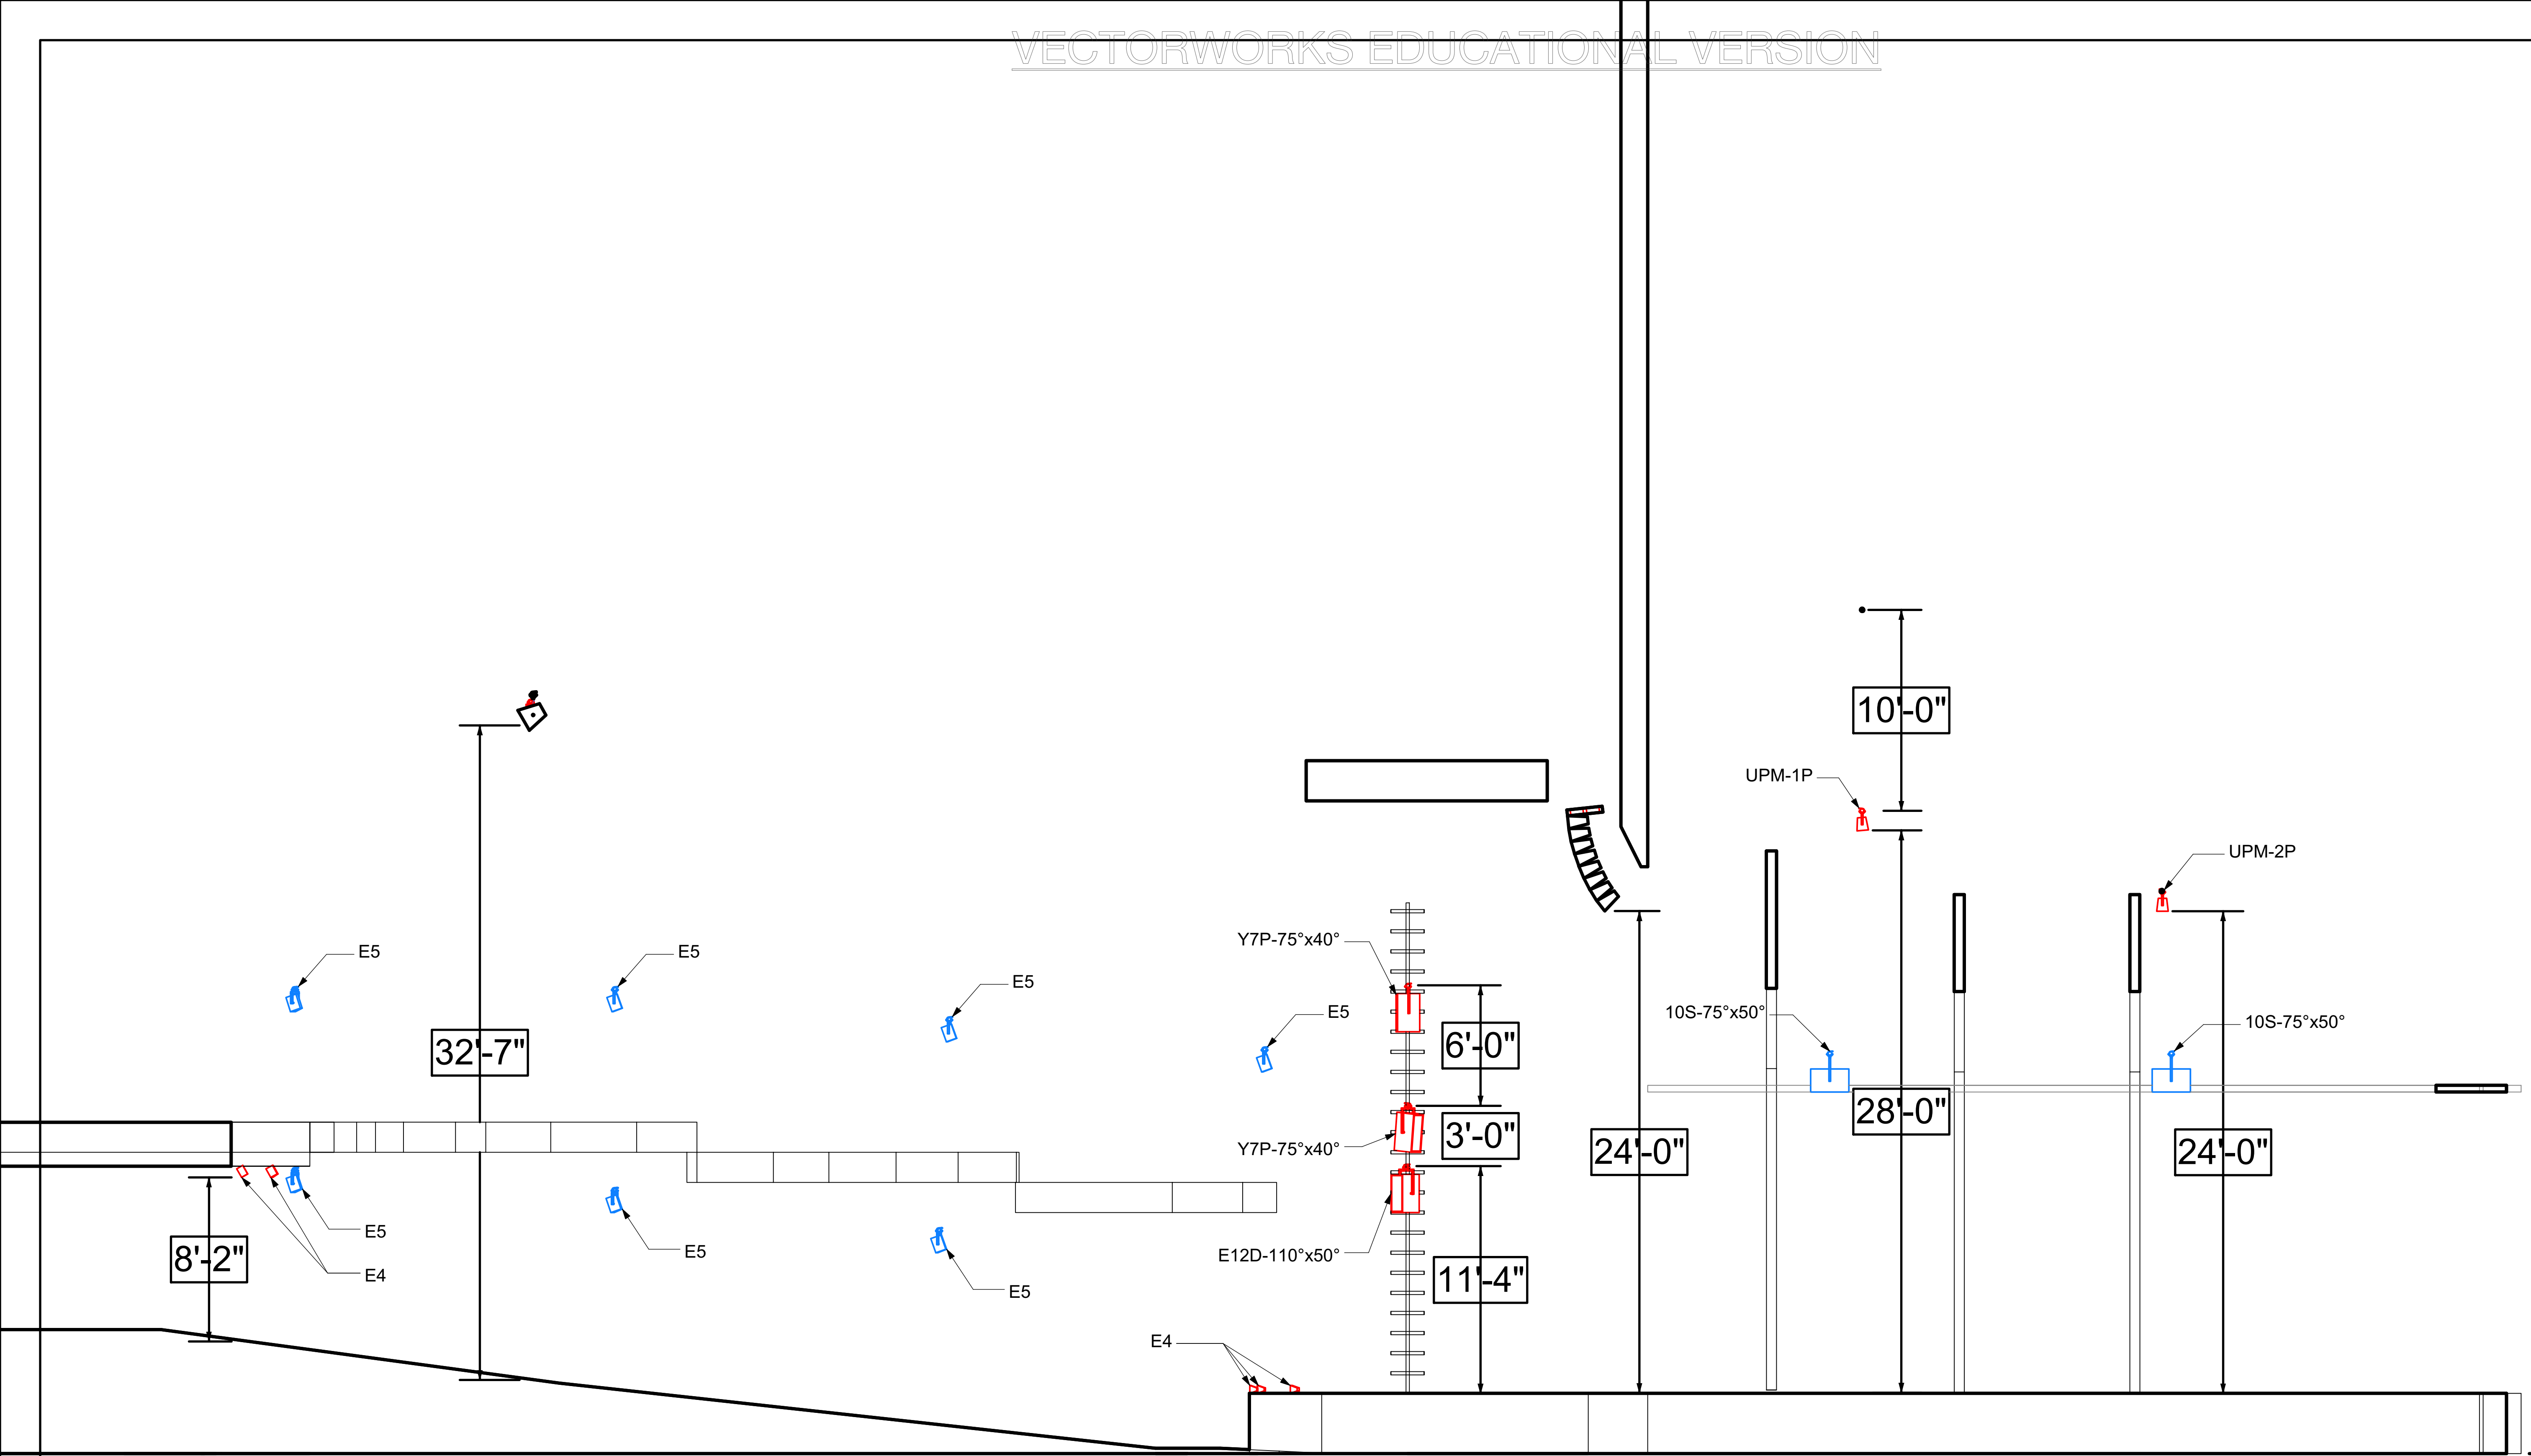 VECTORWORKS EDUCATIONAL VERSION
10'-0"
UPM-1P
UPM-2P
Y7P-75°x40°
E5
E5
E5
E5
10S-75°x50°
10S-75°x50°
32'-7"
6'-0"
28'-0"
3'-0"
Y7P-75°x40°
24'-0"
24'-0"
E5
E5
8'-2"
E12D-110°x50°
E4
11'-4"
E5
E4